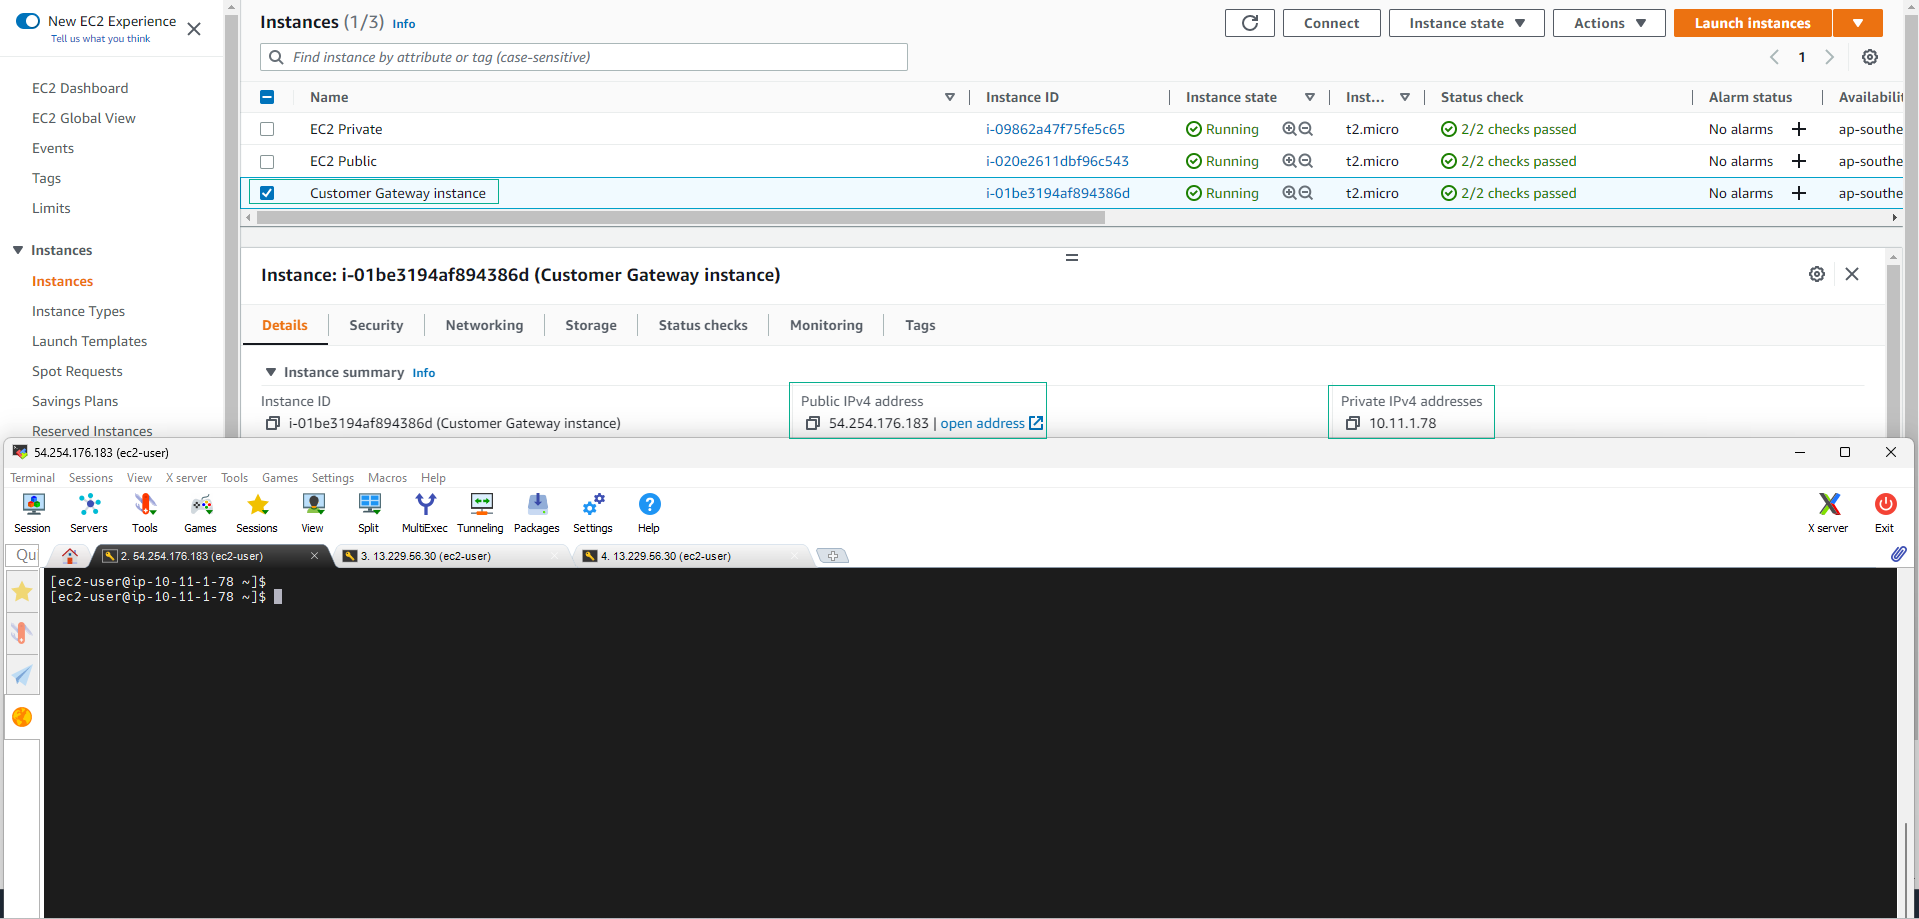 New EC2 Experience
Tell us what you think
EC2 Dashboard
EC2 Global View
Events
Tags
Limits
Instances
Instances
Instance Types
Launch Templates
Spot Requests
Savings Plans
Reserved Instances
Instances (1/3) Info
Connect
Instance state
Actions
Launch instances
Find instance by attribute or tag (case-sensitive)
1
Name Instance ID Instance state Inst... Status check Alarm status Availabilit
EC2 Private i-09862a47f75fe5c65 Running t2.micro 2/2 checks passed No alarms + ap-southe
EC2 Public i-020e2611dbf96c543 Running t2.micro 2/2 checks passed No alarms + ap-southe
Customer Gateway instance i-01be3194af894386d Running t2.micro 2/2 checks passed No alarms + ap-southe
Instance: i-01be3194af894386d (Customer Gateway instance)
Details Security Networking Storage Status checks Monitoring Tags
Instance summary Info
Instance ID
i-01be3194af894386d (Customer Gateway instance)
Public IPv4 address
54.254.176.183 | open address
Private IPv4 addresses
10.11.1.78
54.254.176.183 (ec2-user)
Terminal Sessions View X server Tools Games Settings Macros Help
Session Servers Tools Games Sessions View Split MultiExec Tunneling Packages Settings Help X server Exit
Qu
2. 54.254.176.183 (ec2-user)
3. 13.229.56.30 (ec2-user)
4. 13.229.56.30 (ec2-user)
[ec2-user@ip-10-11-1-78 ~]$
[ec2-user@ip-10-11-1-78 ~]$